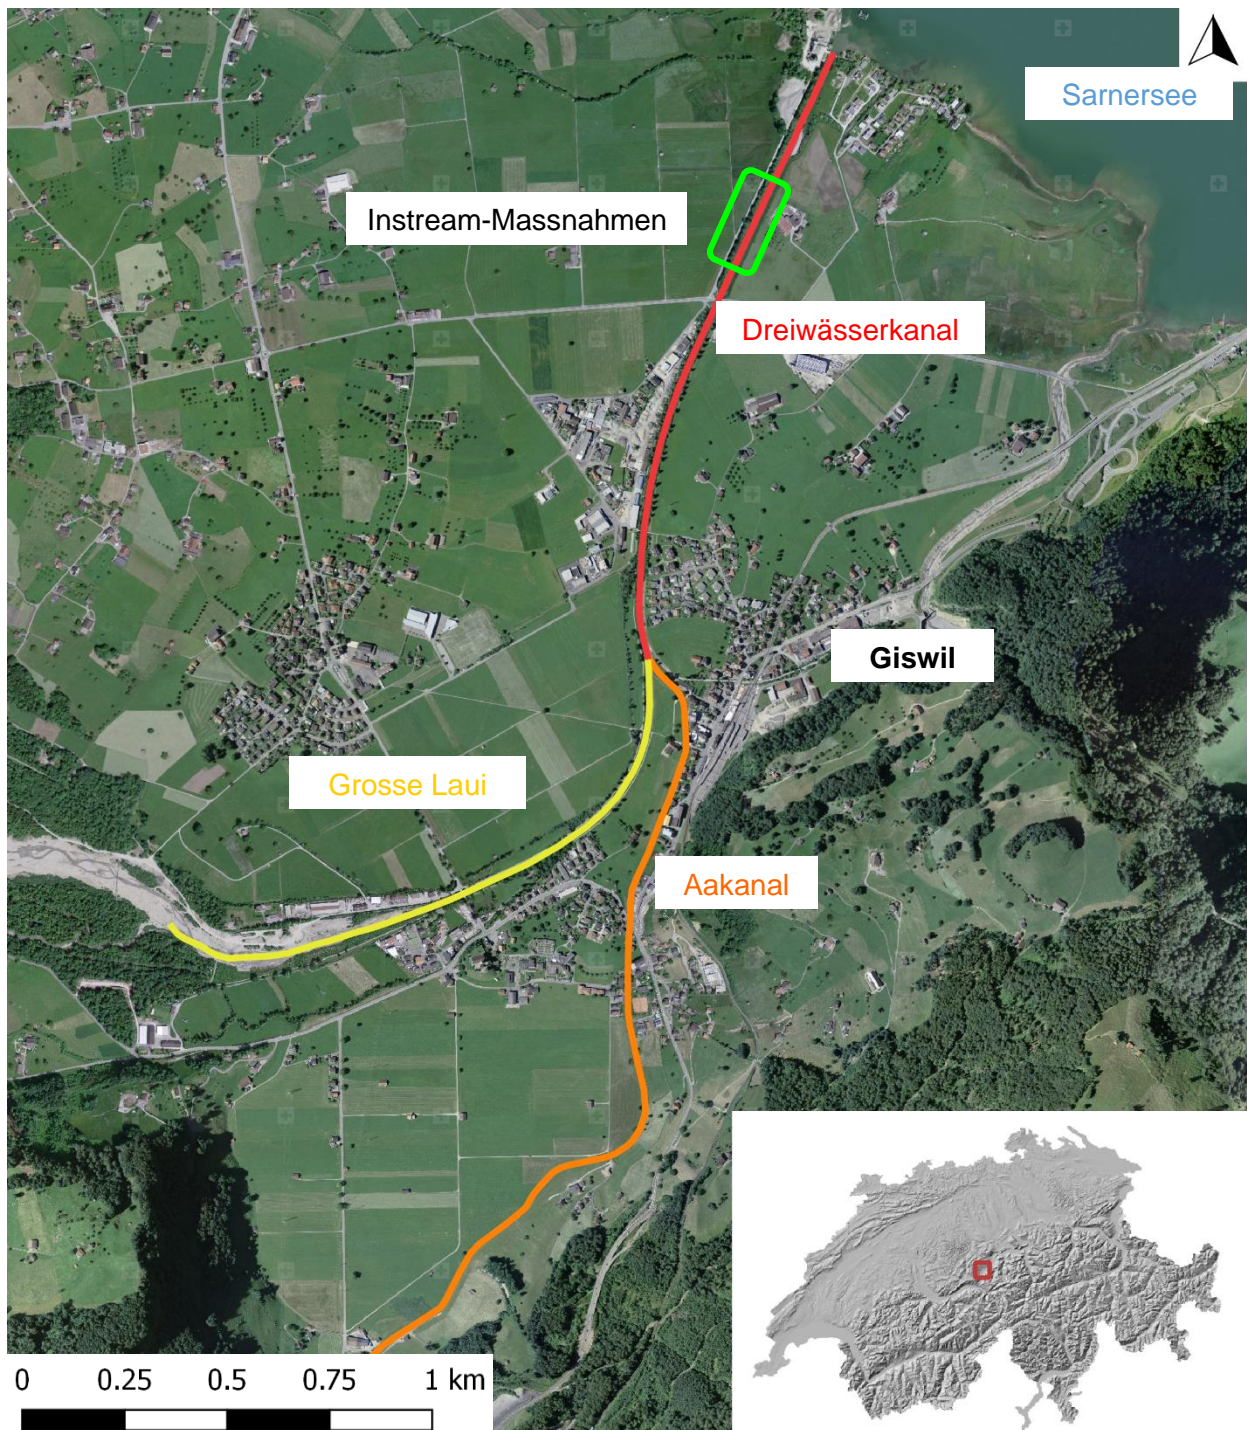 Sarnersee
Instream-Massnahmen
Dreiwässerkanal
Giswil
Grosse Laui
Aakanal
0 0.25 0.5 0.75 1 km